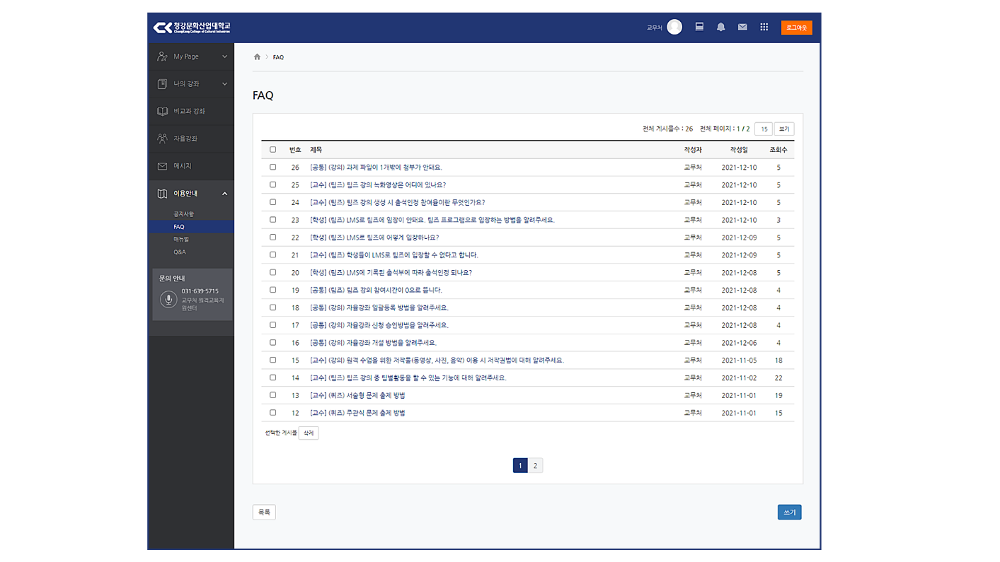 청강문화산업대학교
ChungKang College of Cultural Industries
교무처
로그아웃
My Page
나의 강좌
비교과 강좌
자율강좌
메시지
이용안내
공지사항
FAQ
매뉴얼
Q&A
문의 안내
031-639-5715
교무처 원격교육지
원센터
FAQ
FAQ
전체 게시물수 : 26 전체 페이지 : 1 / 2 15 보기
번호 제목 작성자 작성일 조회수
26 [공통] (강의) 과제 파일이 1개밖에 첨부가 안돼요. 교무처 2021-12-10 5
25 [교수] (팀즈) 팀즈 강의 녹화영상은 어디에 있나요? 교무처 2021-12-10 5
24 [교수] (팀즈) 팀즈 강의 생성 시 출석인정 참여율이란 무엇인가요? 교무처 2021-12-10 5
23 [학생] (팀즈) LMS로 팀즈에 입장이 안돼요. 팀즈 프로그램으로 입장하는 방법을 알려주세요. 교무처 2021-12-10 3
22 [학생] (팀즈) LMS로 팀즈에 어떻게 입장하나요? 교무처 2021-12-09 5
21 [교수] (팀즈) 학생들이 LMS로 팀즈에 입장할 수 없다고 합니다. 교무처 2021-12-09 5
20 [학생] (팀즈) LMS에 기록된 출석부에 따라 출석인정 되나요? 교무처 2021-12-08 5
19 [공통] (팀즈) 팀즈 강의 참여시간이 0으로 뜹니다. 교무처 2021-12-08 4
18 [공통] (강의) 자율강좌 일괄등록 방법을 알려주세요. 교무처 2021-12-08 4
17 [공통] (강의) 자율강좌 신청 승인방법을 알려주세요. 교무처 2021-12-08 4
16 [공통] (강의) 자율강좌 개설 방법을 알려주세요. 교무처 2021-12-06 4
15 [교수] (강의) 원격 수업을 위한 저작물(동영상, 사진, 음악) 이용 시 저작권법에 대해 알려주세요. 교무처 2021-11-05 18
14 [교수] (팀즈) 팀즈 강의 중 팀별활동을 할 수 있는 기능에 대해 알려주세요. 교무처 2021-11-02 22
13 [교수] (퀴즈) 서술형 문제 출제 방법 교무처 2021-11-01 19
12 [교수] (퀴즈) 주관식 문제 출제 방법 교무처 2021-11-01 15
선택한 게시물 삭제
1 2
목록
쓰기